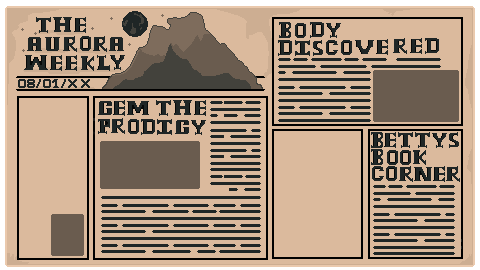 THE
AURORA
WEEKLY
08/01/XX
BODY
DISCOVERED
GEM THE
PRODIGY
BETTYS
BOOK
CORNER